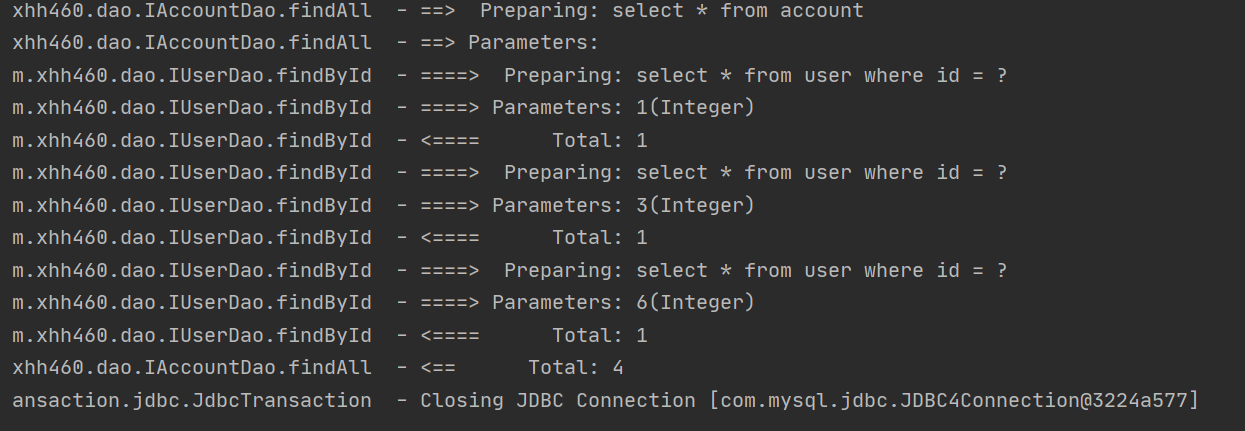 xhh460.dao.IAccountDao.findAll  - ==>  Preparing: select * from account
xhh460.dao.IAccountDao.findAll  - ==> Parameters:
m.xhh460.dao.IUserDao.findById  - ====>  Preparing: select * from user where id = ?
m.xhh460.dao.IUserDao.findById  - ====> Parameters: 1(Integer)
m.xhh460.dao.IUserDao.findById  - <====      Total: 1
m.xhh460.dao.IUserDao.findById  - ====>  Preparing: select * from user where id = ?
m.xhh460.dao.IUserDao.findById  - ====> Parameters: 3(Integer)
m.xhh460.dao.IUserDao.findById  - <====      Total: 1
m.xhh460.dao.IUserDao.findById  - ====>  Preparing: select * from user where id = ?
m.xhh460.dao.IUserDao.findById  - ====> Parameters: 6(Integer)
m.xhh460.dao.IUserDao.findById  - <====      Total: 1
xhh460.dao.IAccountDao.findAll  - <==      Total: 4
ansaction.jdbc.JdbcTransaction  - Closing JDBC Connection [com.mysql.jdbc.JDBC4Connection@3224a577]